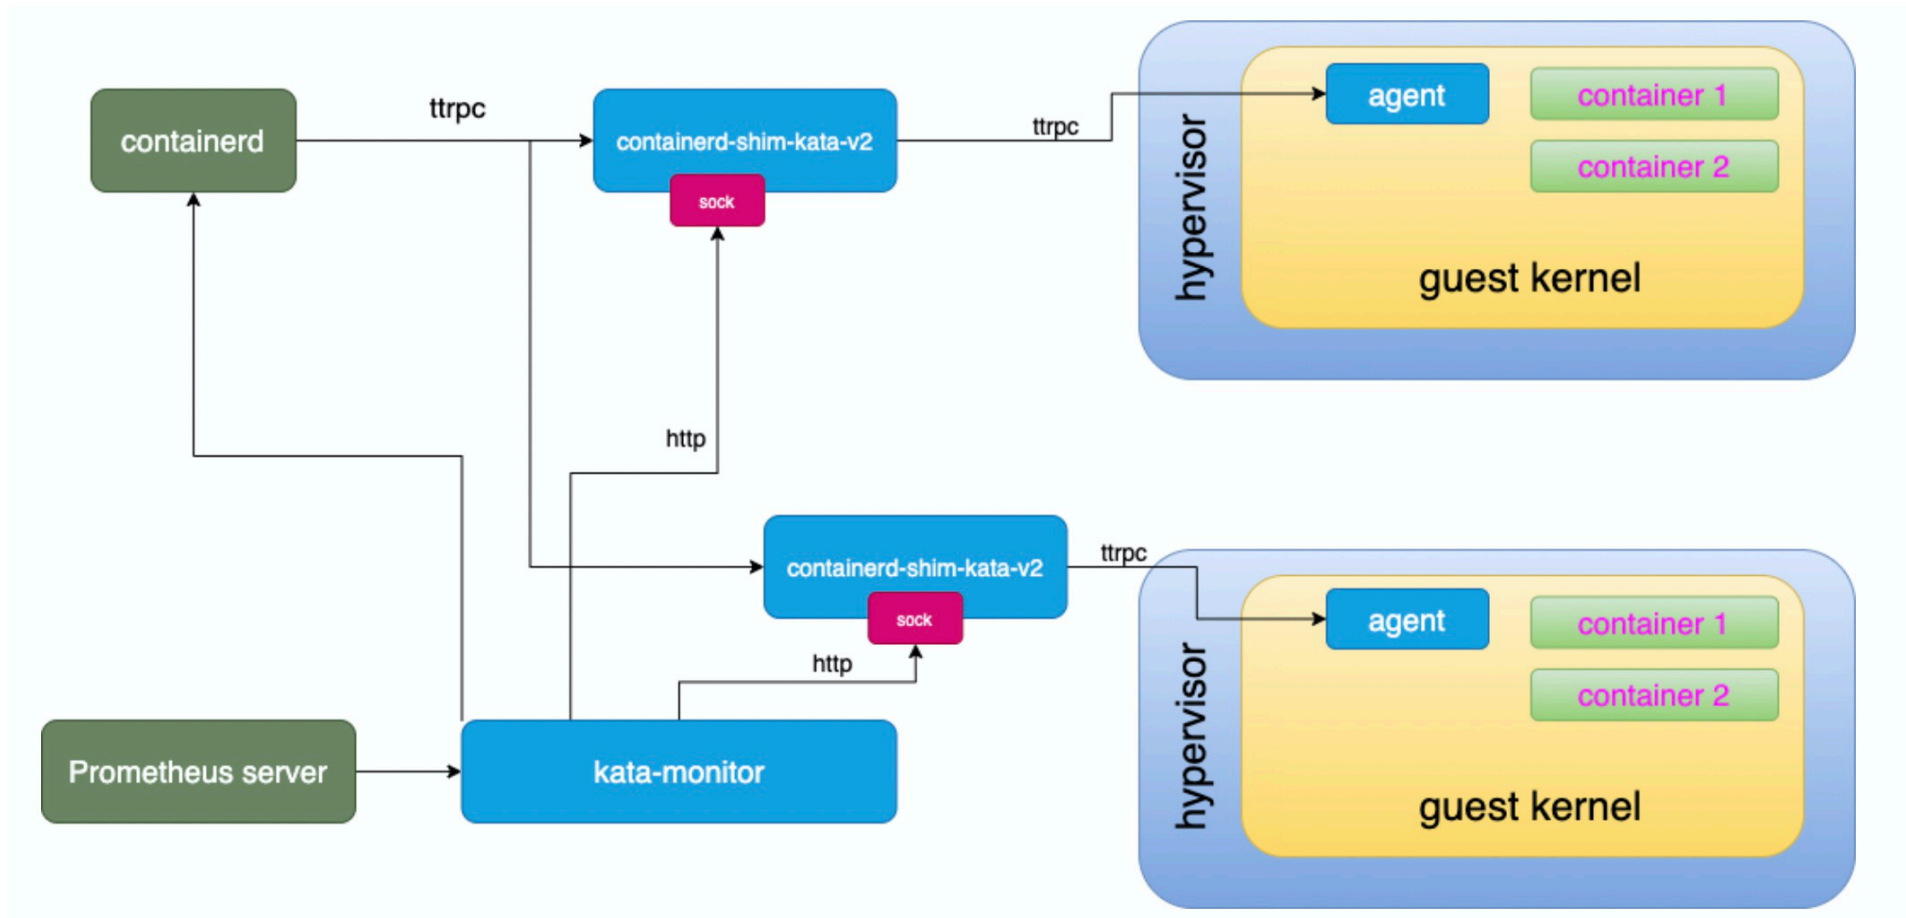 containerd
ttrpc
containerd-shim-kata-v2
sock
ttrpc
hypervisor
agent
container 1
container 2
guest kernel
http
containerd-shim-kata-v2
sock
ttrpc
http
hypervisor
agent
container 1
container 2
guest kernel
Prometheus server
kata-monitor